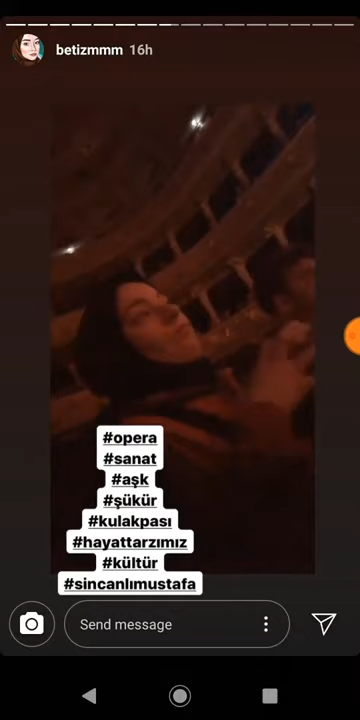 betizmmm 16h
#opera
#sanat
#aşk
#şükür
#kulakpası
#hayattarzımız
#kültür
#sincanlımustafa
Send message